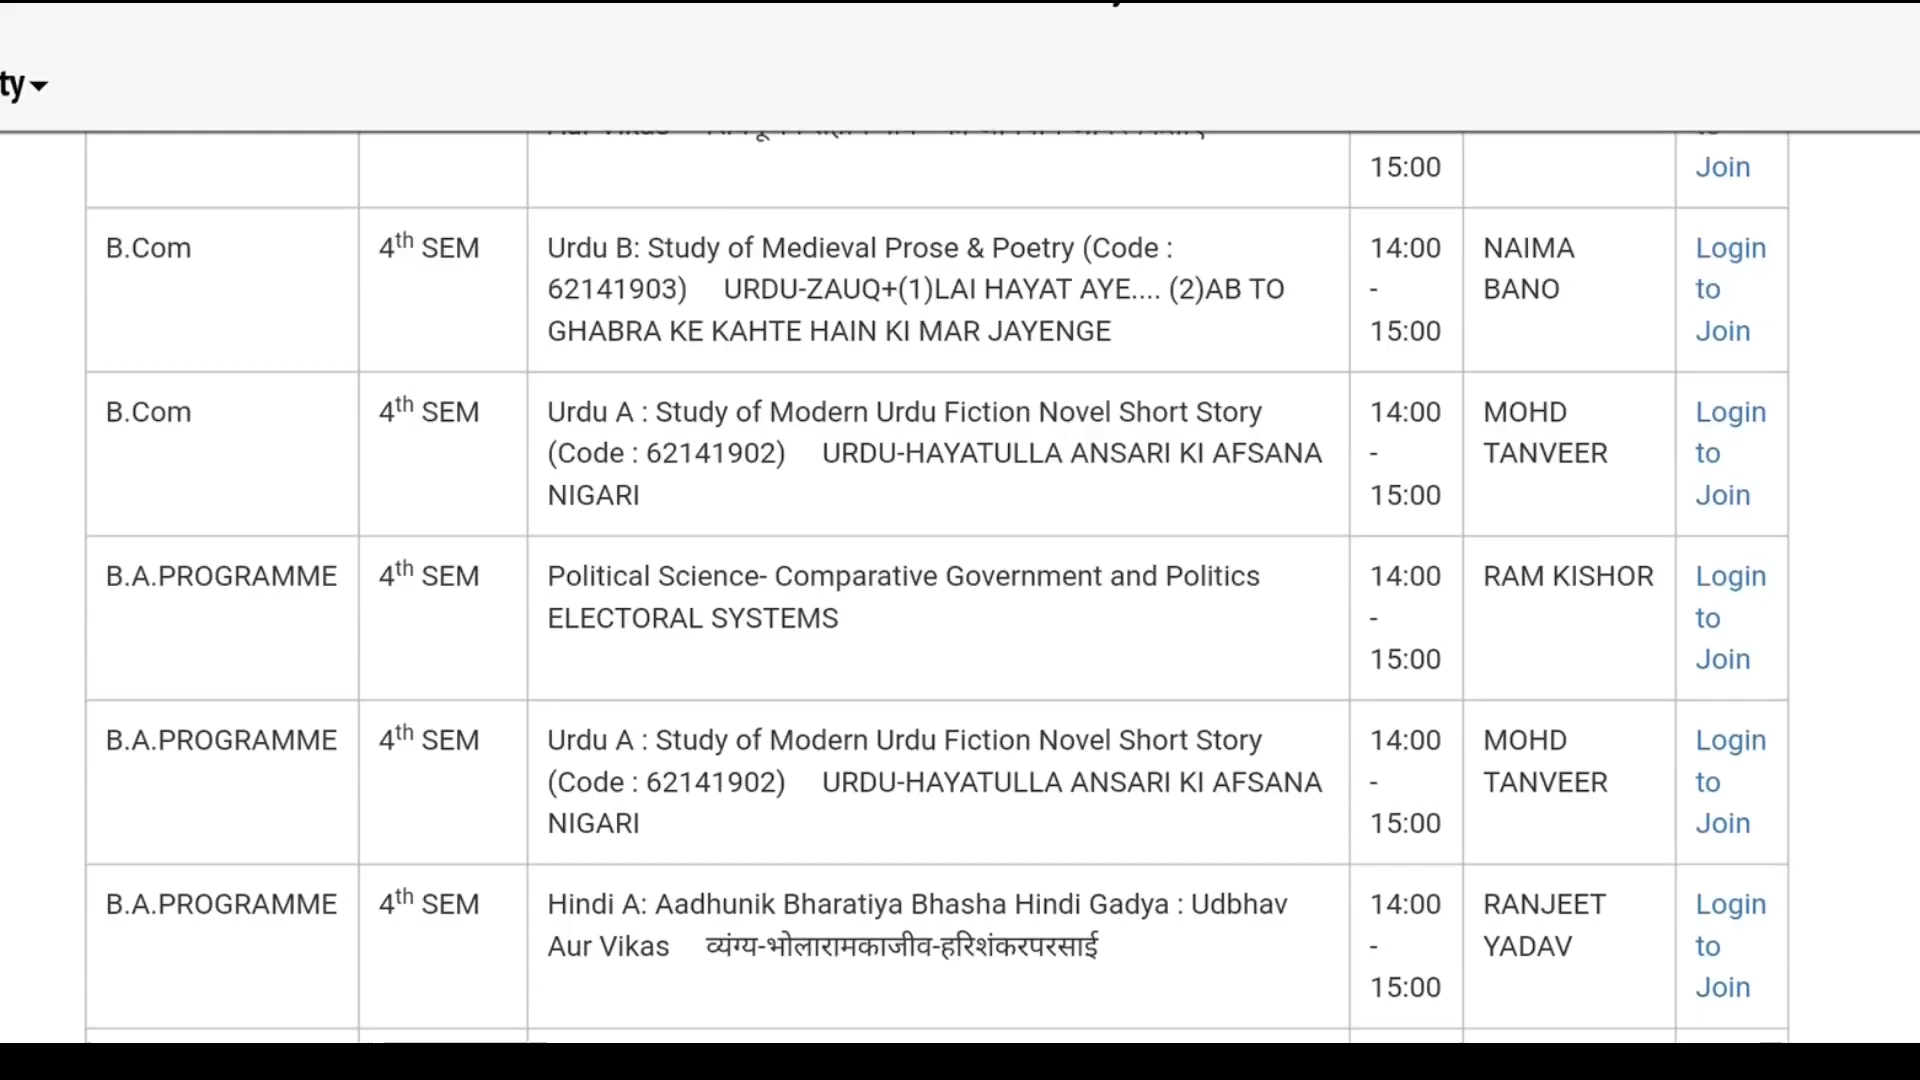 ty
15:00
Join
B.Com
4th SEM
Urdu B: Study of Medieval Prose & Poetry (Code :
62141903) URDU-ZAUQ+(1)LAI HAYAT AYE.... (2)AB TO
GHABRA KE KAHTE HAIN KI MAR JAYENGE
14:00
-
15:00
NAIMA
BANO
Login
to
Join
B.Com
4th SEM
Urdu A : Study of Modern Urdu Fiction Novel Short Story
(Code : 62141902) URDU-HAYATULLA ANSARI KI AFSANA
NIGARI
14:00
-
15:00
MOHD
TANVEER
Login
to
Join
B.A.PROGRAMME
4th SEM
Political Science- Comparative Government and Politics
ELECTORAL SYSTEMS
14:00
-
15:00
RAM KISHOR
Login
to
Join
B.A.PROGRAMME
4th SEM
Urdu A : Study of Modern Urdu Fiction Novel Short Story
(Code : 62141902) URDU-HAYATULLA ANSARI KI AFSANA
NIGARI
14:00
-
15:00
MOHD
TANVEER
Login
to
Join
B.A.PROGRAMME
4th SEM
Hindi A: Aadhunik Bharatiya Bhasha Hindi Gadya : Udbhav
Aur Vikas व्यंग्य-भोलारामकाजीव-हरिशंकरपरसाई
14:00
-
15:00
RANJEET
YADAV
Login
to
Join